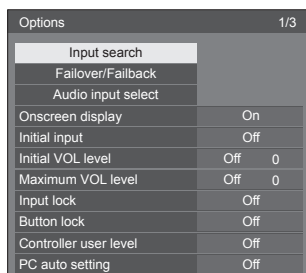 Options 1/3
Input search
Failover/Failback
Audio input select
Onscreen display On
Initial input Off
Initial VOL level Off 0
Maximum VOL level Off 0
Input lock Off
Button lock Off
Controller user level Off
PC auto setting Off